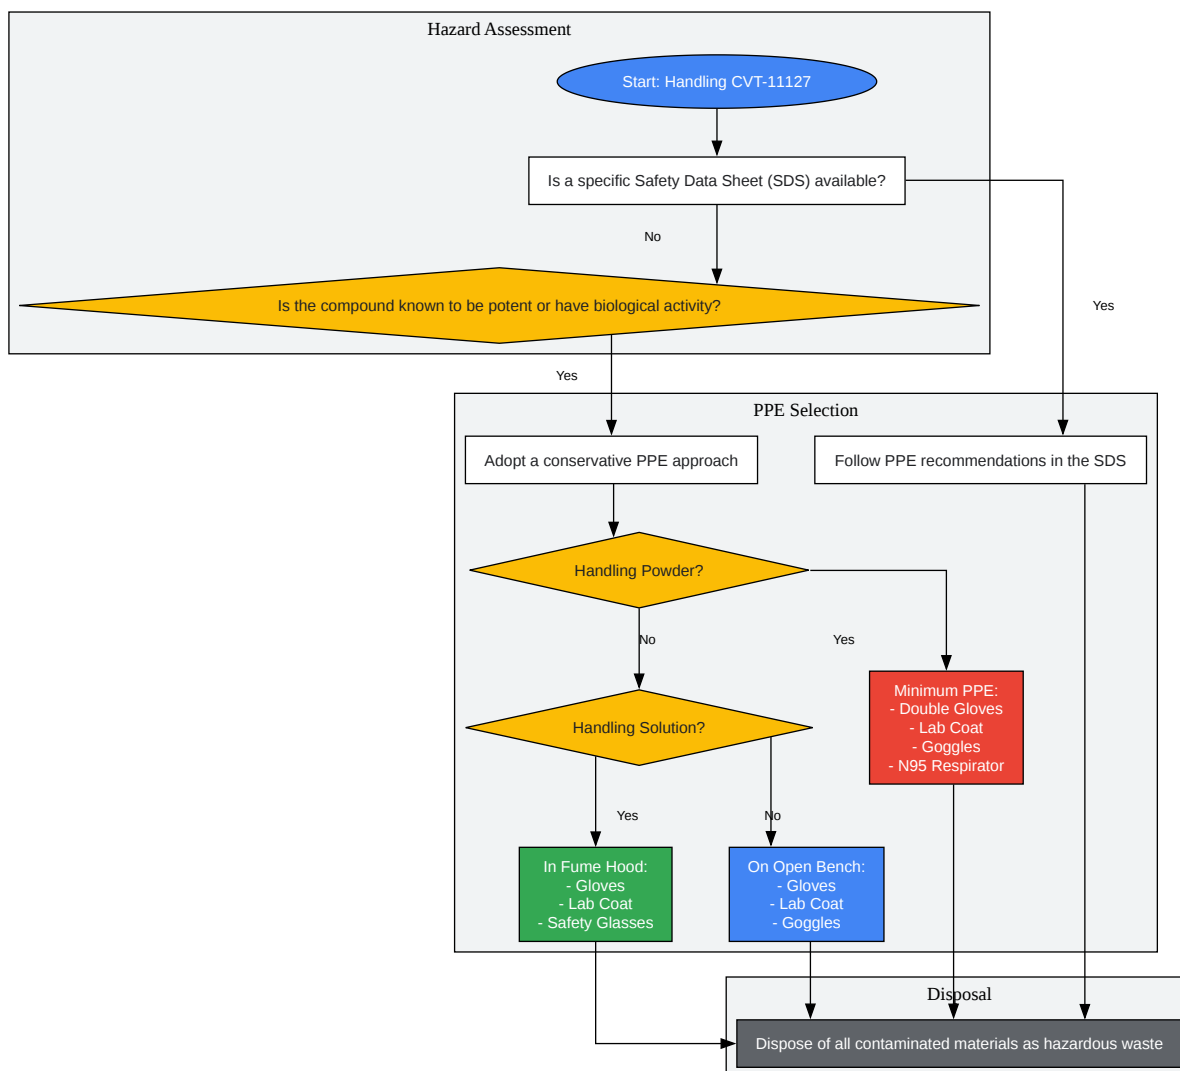 Hazard Assessment
Start: Handling CVT-11127
Is a specific Safety Data Sheet (SDS) available?
No
Is the compound known to be potent or have biological activity?
Yes
Yes
PPE Selection
Adopt a conservative PPE approach
Follow PPE recommendations in the SDS
Handling Powder?
No
Yes
Minimum PPE:
- Double Gloves
- Lab Coat
- Goggles
- N95 Respirator
Handling Solution?
Yes
No
In Fume Hood:
- Gloves
- Lab Coat
- Safety Glasses
On Open Bench:
- Gloves
- Lab Coat
- Goggles
Disposal
Dispose of all contaminated materials as hazardous waste